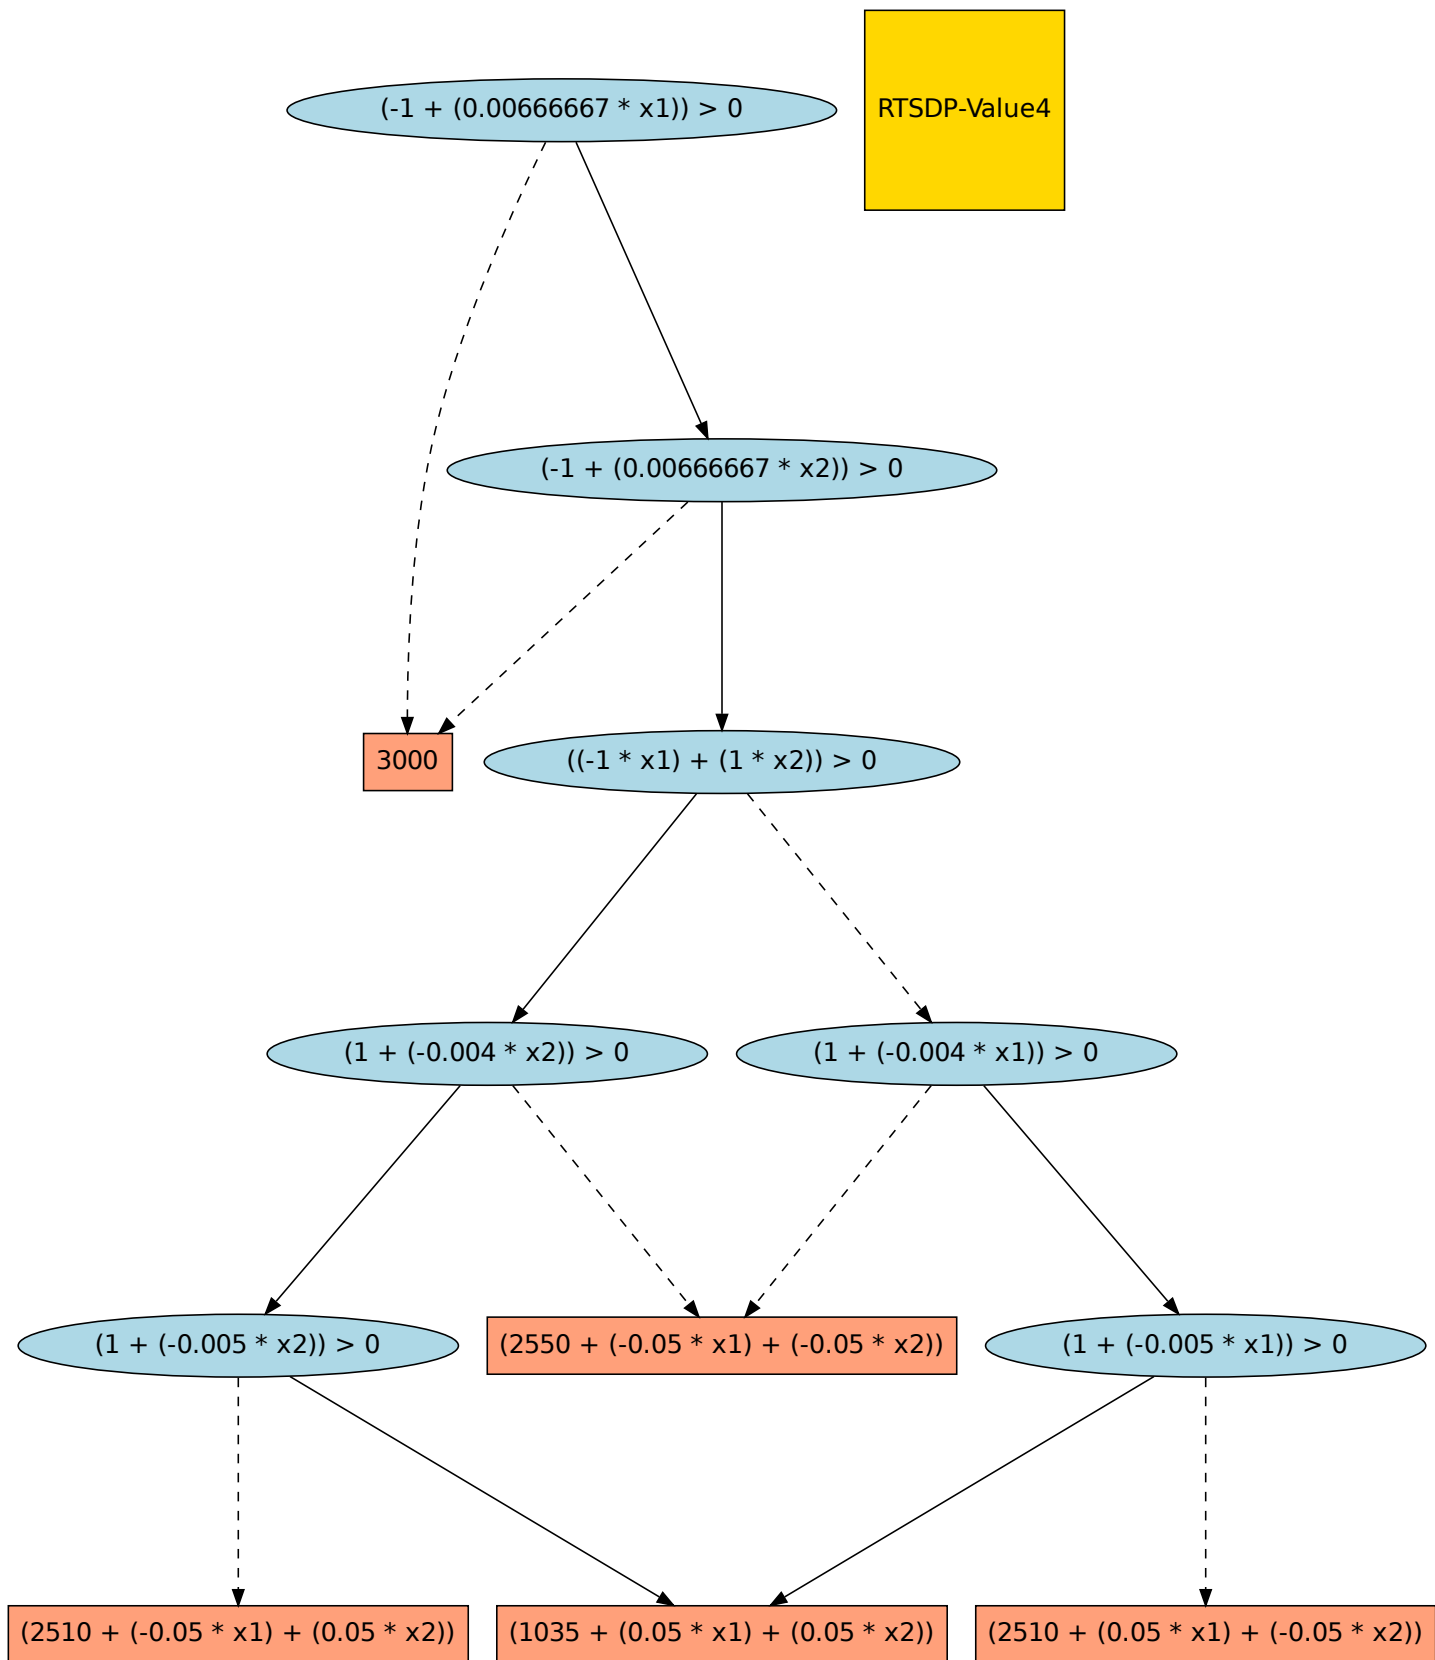 (-1 + (0.00666667 * x1)) > 0
RTSDP-Value4
(-1 + (0.00666667 * x2)) > 0
3000
((-1 * x1) + (1 * x2)) > 0
(1 + (-0.004 * x2)) > 0
(1 + (-0.004 * x1)) > 0
(1 + (-0.005 * x2)) > 0
(2550 + (-0.05 * x1) + (-0.05 * x2))
(1 + (-0.005 * x1)) > 0
(2510 + (-0.05 * x1) + (0.05 * x2))
(1035 + (0.05 * x1) + (0.05 * x2))
(2510 + (0.05 * x1) + (-0.05 * x2))